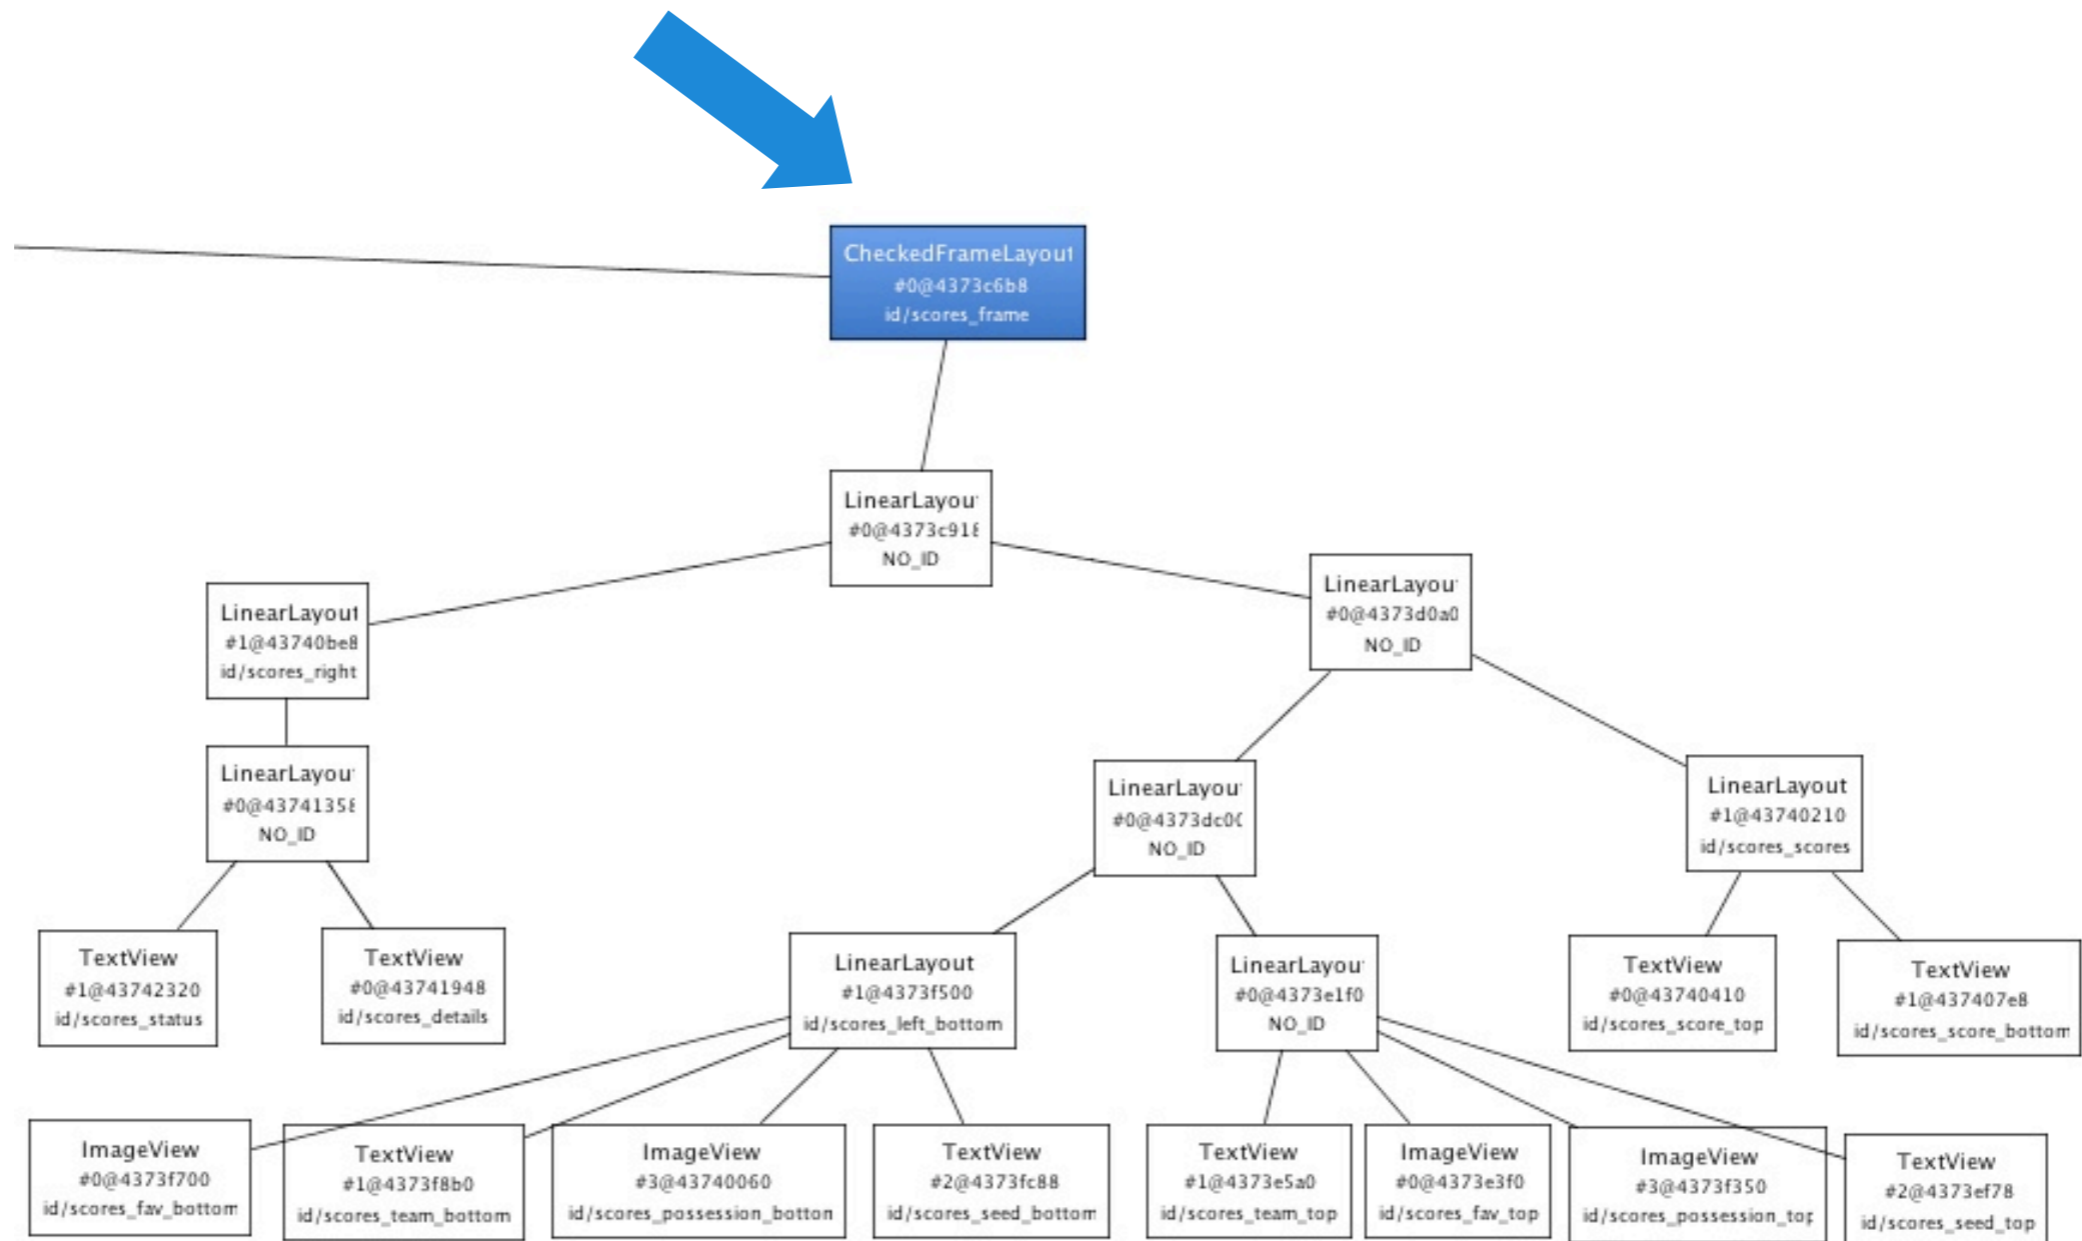 CheckedFrameLayout
#0@4373c6b8
id/scores_frame
LinearLayou
#0@4373c918
NO_ID
LinearLayou
#0@4373d0a0
NO_ID
LinearLayout
#1@43740be8
id/scores_right
LinearLayou
#0@43741358
NO_ID
LinearLayou
#0@4373dc00
NO_ID
LinearLayout
#1@43740210
id/scores_scores
TextView
#1@43742320
id/scores_status
TextView
#0@43741948
id/scores_details
LinearLayout
#1@4373f500
id/scores_left_bottom
LinearLayou
#0@4373e1f0
NO_ID
TextView
#0@43740410
id/scores_score_top
TextView
#1@437407e8
id/scores_score_bottom
ImageView
#0@4373f700
id/scores_fav_bottom
TextView
#1@4373f8b0
id/scores_team_bottom
ImageView
#3@43740060
id/scores_possession_botton
TextView
#2@4373fc88
id/scores_seed_bottom
TextView
#1@4373e5a0
id/scores_team_top
ImageView
#0@4373e3f0
id/scores_fav_top
ImageView
#3@4373f350
id/scores_possession_top
TextView
#2@4373ef78
id/scores_seed_top